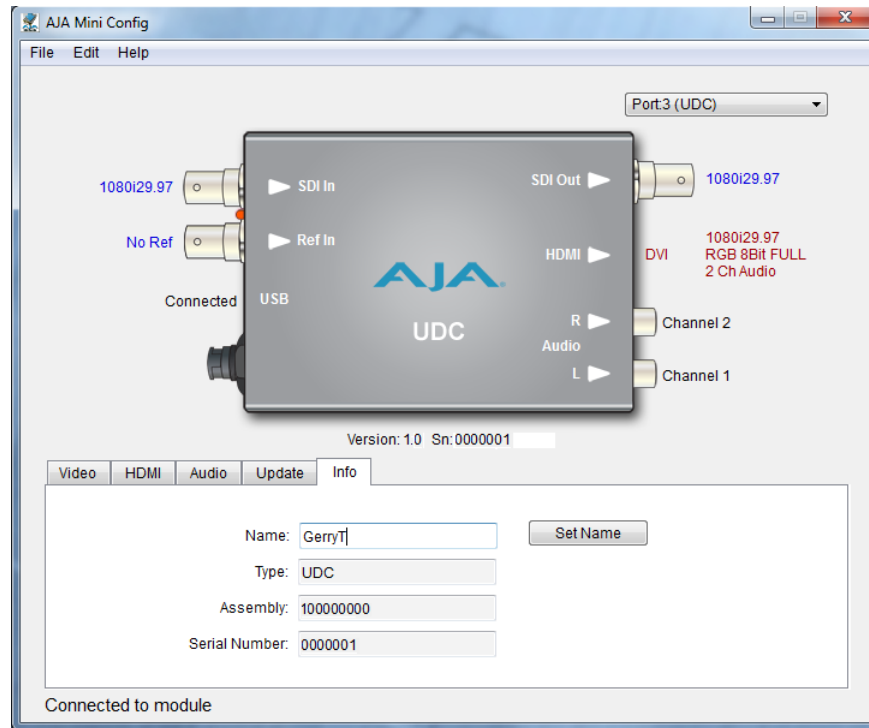 AJA Mini Config
File Edit Help
Port:3 (UDC)
1080i29.97
SDI In
SDI Out
1080i29.97
No Ref
Ref In
HDMI
DVI
1080i29.97
RGB 8Bit FULL
2 Ch Audio
Connected
USB
AJA
UDC
R
Channel 2
Audio
L
Channel 1
Version: 1.0 Sn: 0000001
Video HDMI Audio Update Info
Name: GerryT Set Name
Type: UDC
Assembly: 100000000
Serial Number: 0000001
Connected to module